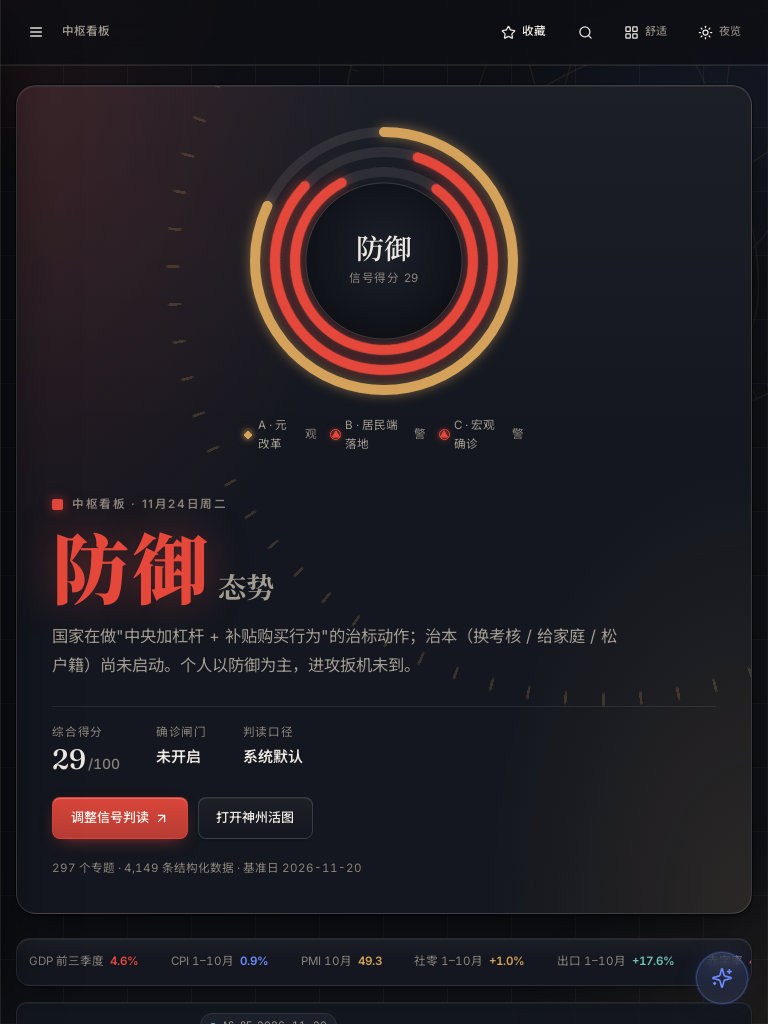 中枢看板
收藏
舒适
夜览
防御
信号得分 29
A · 元改革 观
B · 居民端落地 警
C · 宏观确诊 警
中枢看板 · 11月24日周二
防御 态势
国家在做"中央加杠杆 + 补贴购买行为"的治标动作；治本（换考核 / 给家庭 / 松
户籍）尚未启动。个人以防御为主，进攻扳机未到。
综合得分 确诊闸门 判读口径
29/100 未开启 系统默认
调整信号判读 打开神州活图
297 个专题 · 4,149 条结构化数据 · 基准日 2026-11-20
GDP 前三季度 4.6% CPI 1–10月 0.9% PMI 10月 49.3 社零 1–10月 +1.0% 出口 1–10月 +17.6%